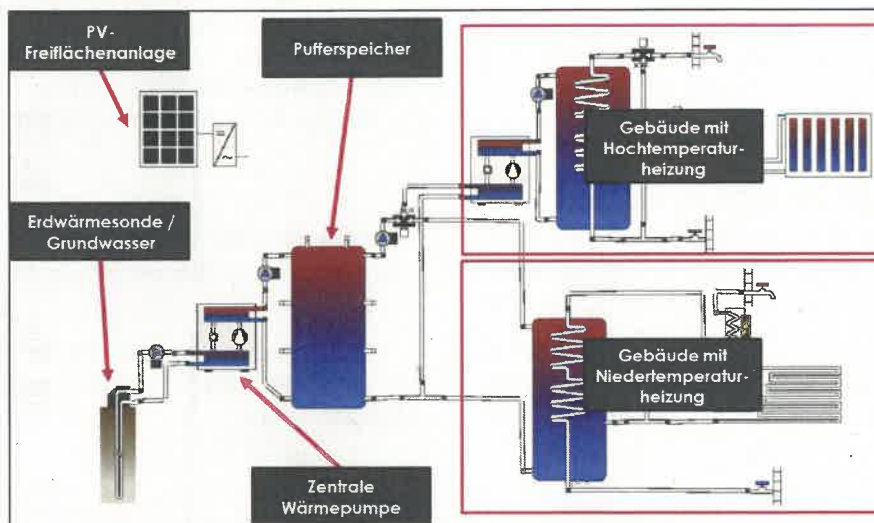 PV-
Freiflächenanlage
Pufferspeicher
Gebäude mit
Hochtemperatur-
heizung
Erdwärmesonde /
Grundwasser
Gebäude mit
Niedertemperatur-
heizung
Zentrale
Wärmepumpe